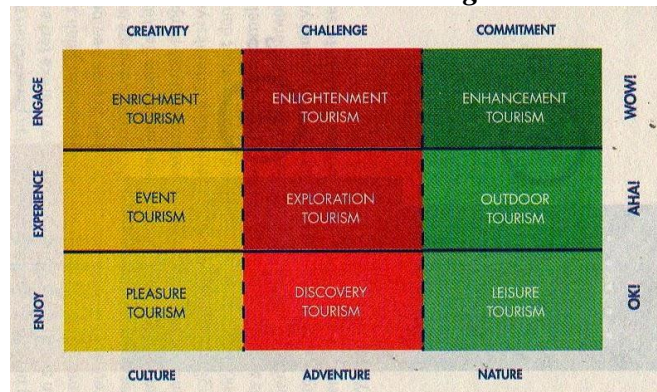 CREATIVITY CHALLENGE COMMITMENT
ENGAGE
ENRICHMENT
TOURISM
ENLIGHTENMENT
TOURISM
ENHANCEMENT
TOURISM
WOW!
EXPERIENCE
EVENT
TOURISM
EXPLORATION
TOURISM
OUTDOOR
TOURISM
AHA!
ENJOY
PLEASURE
TOURISM
DISCOVERY
TOURISM
LEISURE
TOURISM
OK!
CULTURE ADVENTURE NATURE